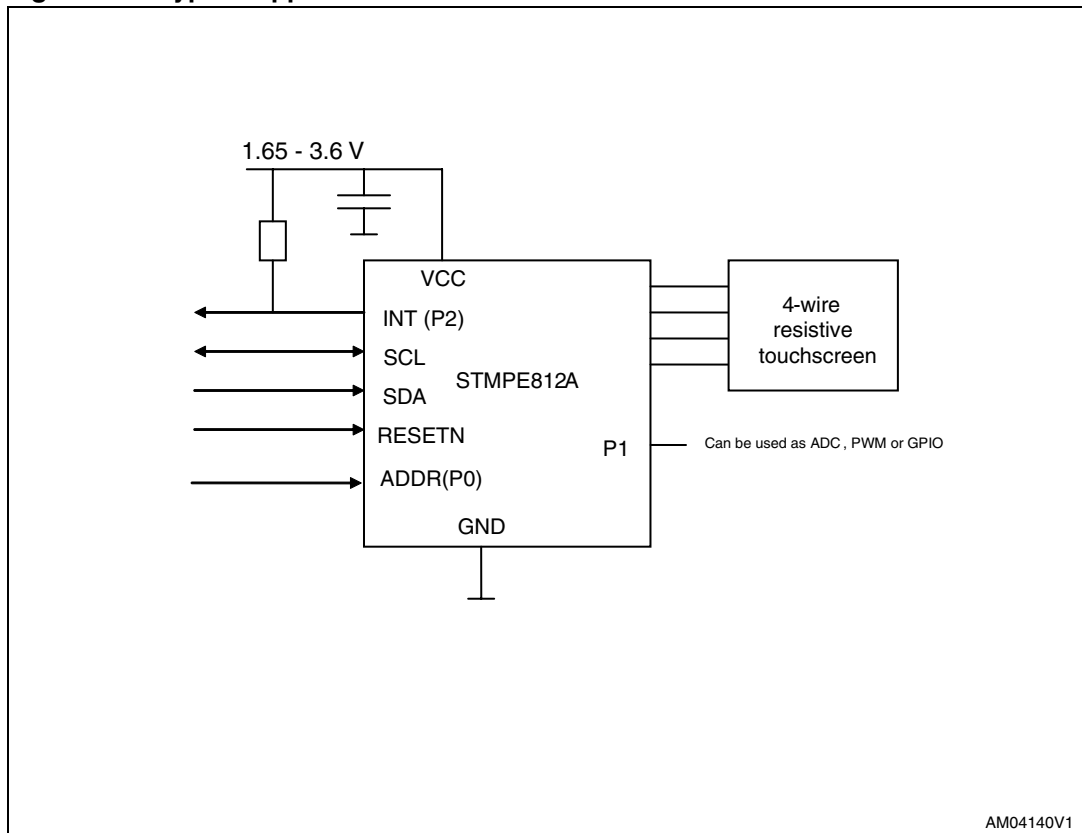 1.65 - 3.6 V
VCC
INT (P2)
SCL
SDA
RESETN
ADDR(P0)
GND
STMPE812A
P1
4-wire
resistive
touchscreen
Can be used as ADC , PWM or GPIO
AM04140V1